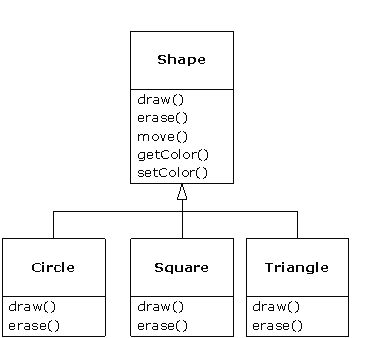 Shape
draw()
erase()
move()
getColor()
setColor()
Circle
draw()
erase()
Square
draw()
erase()
Triangle
draw()
erase()